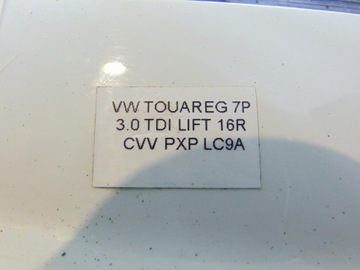 VW TOUAREG 7P
3.0 TDI LIFT 16R
CVV PXP LC9A